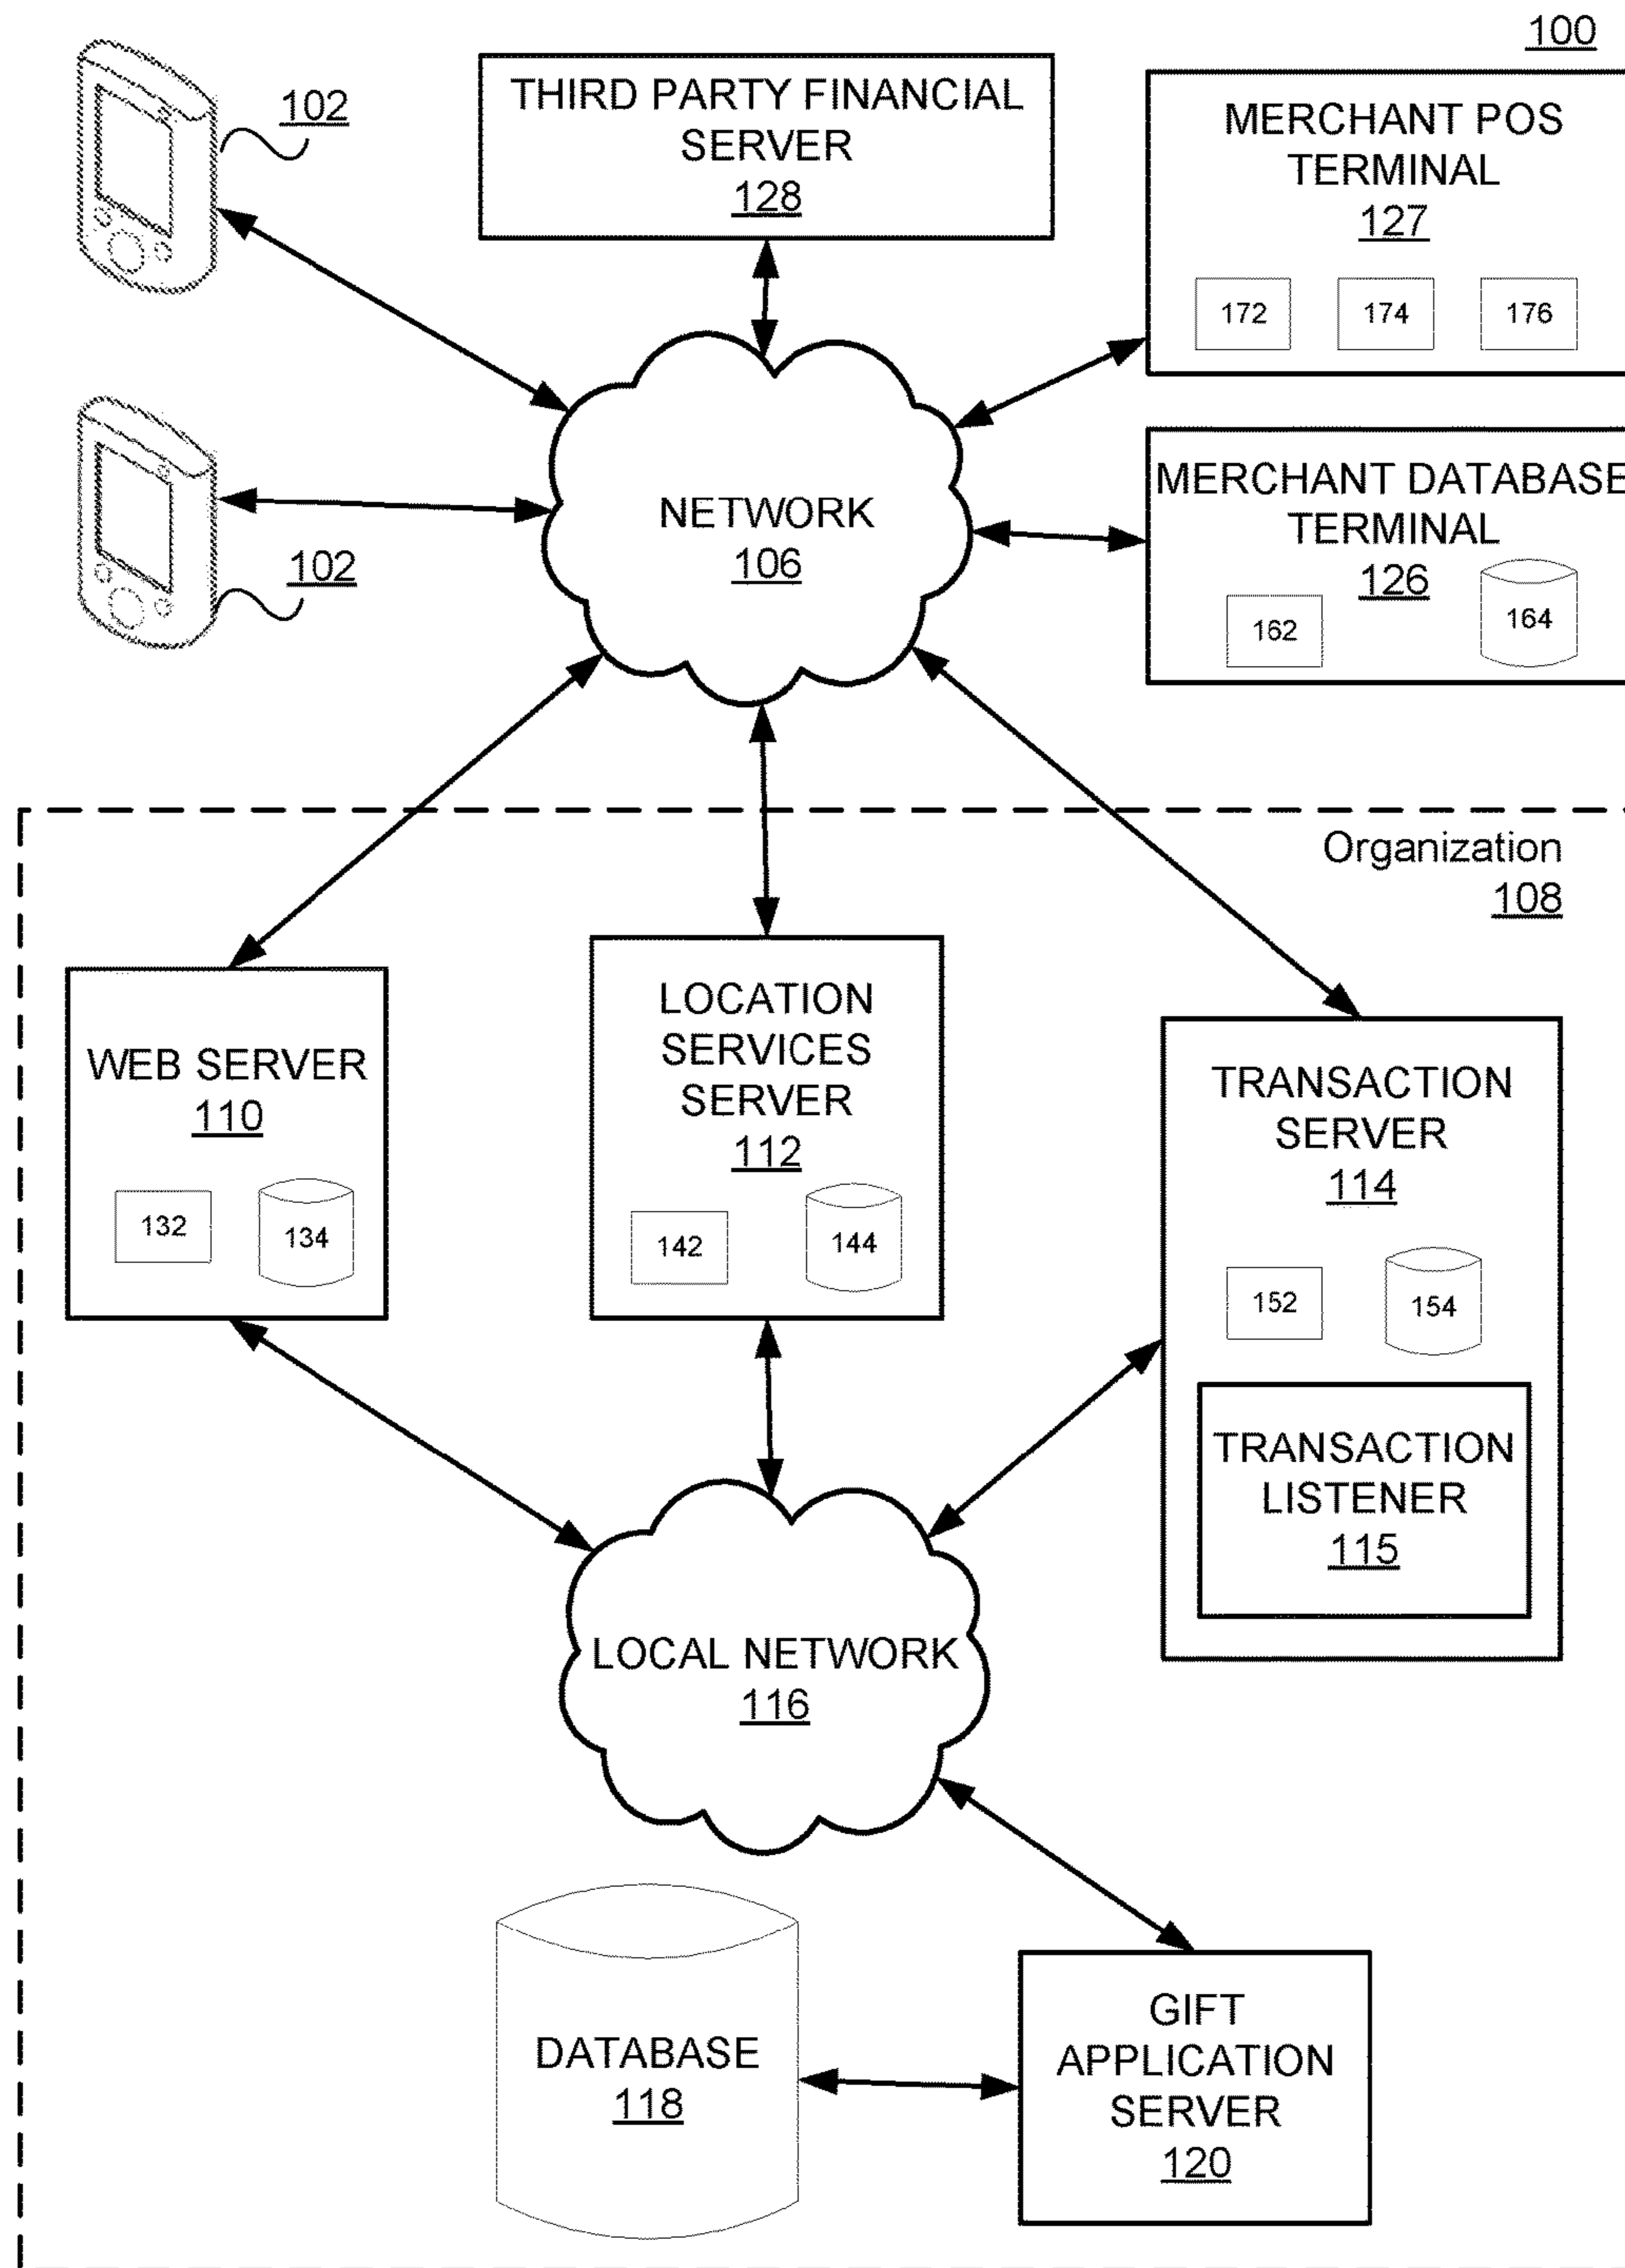 100
102
THIRD PARTY FINANCIAL
SERVER
128
MERCHANT POS
TERMINAL
127
172
174
176
102
NETWORK
106
MERCHANT DATABASE
TERMINAL
126
162
164
Organization
108
WEB SERVER
110
132
134
LOCATION
SERVICES
SERVER
112
142
144
TRANSACTION
SERVER
114
152
154
TRANSACTION
LISTENER
115
LOCAL NETWORK
116
DATABASE
118
GIFT
APPLICATION
SERVER
120